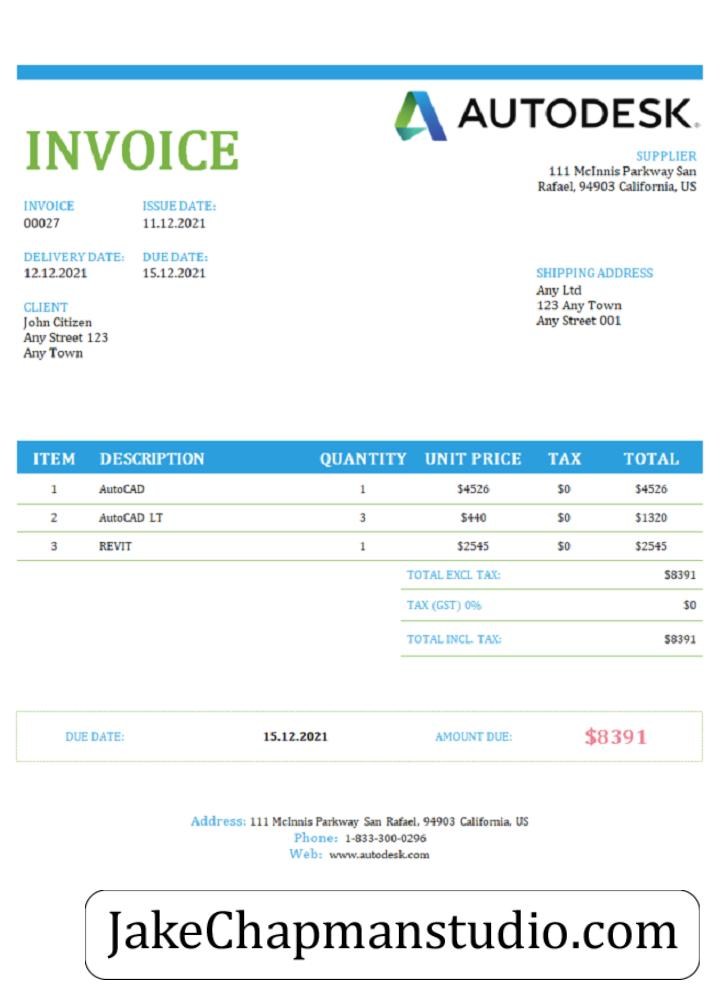 AUTODESK.
INVOICE
SUPPLIER
111 McInnis Parkway San
Rafael, 94903 California, US
INVOICE ISSUE DATE:
00027 11.12.2021
DELIVERY DATE: DUE DATE:
12.12.2021 15.12.2021
SHIPPING ADDRESS
Any Ltd
123 Any Town
Any Street 001
CLIENT
John Citizen
Any Street 123
Any Town
ITEM DESCRIPTION QUANTITY UNIT PRICE TAX TOTAL
1 AutoCAD 1 $4526 $0 $4526
2 AutoCAD LT 3 $440 $0 $1320
3 REVIT 1 $2545 $0 $2545
TOTAL EXCL TAX: $8391
TAX (GST) 0% $0
TOTAL INCL. TAX: $8391
DUE DATE: 15.12.2021 AMOUNT DUE: $8391
Address: 111 McInnis Parkway San Rafael, 94903 California, US
Phone: 1-833-300-0296
Web: www.autodesk.com
JakeChapmanstudio.com